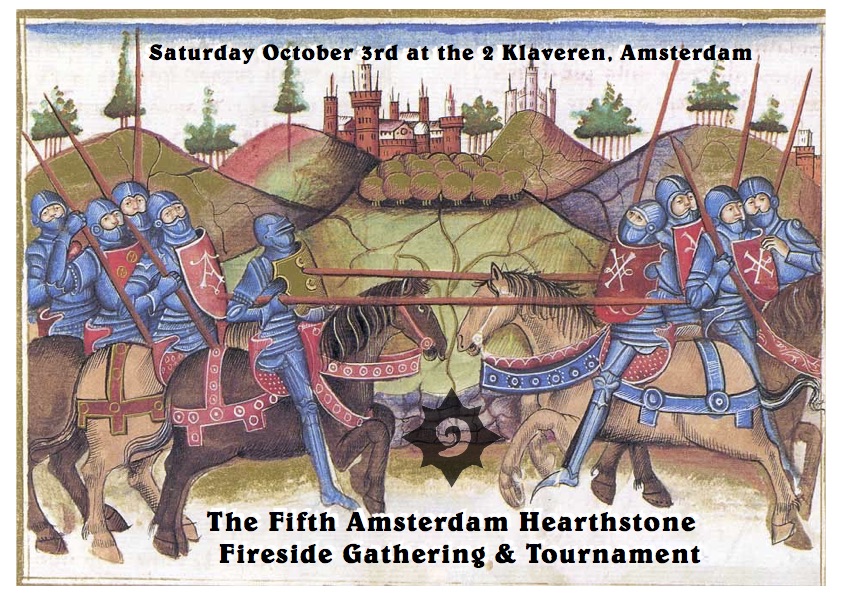 Saturday October 3rd at the 2 Klaveren, Amsterdam
The Fifth Amsterdam Hearthstone
Fireside Gathering & Tournament